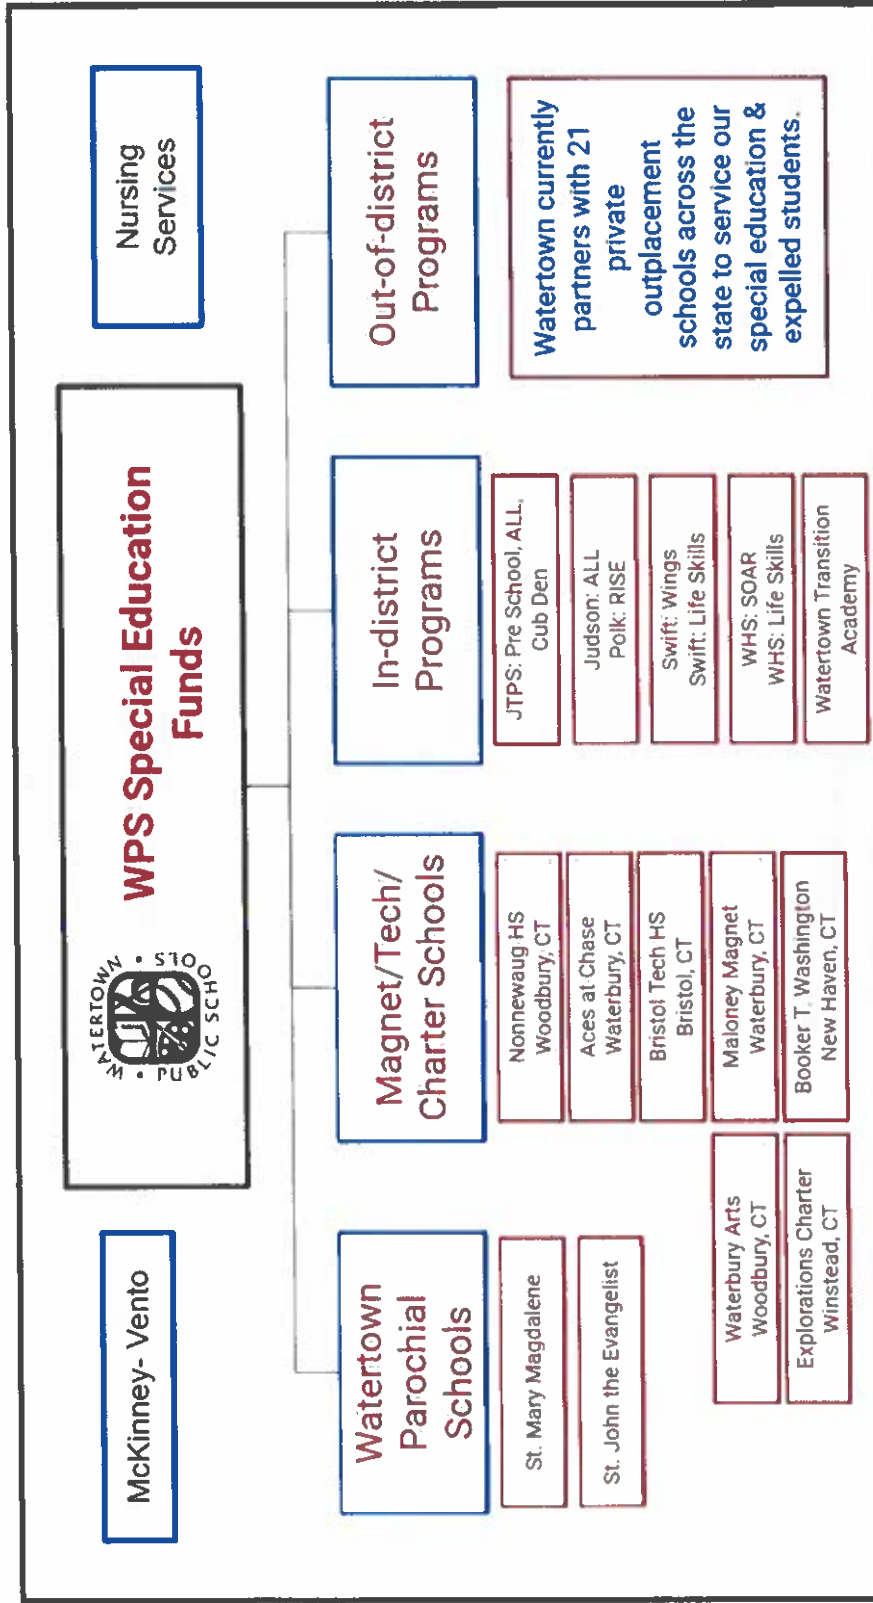 McKinney- Vento
WATERTOWN • PUBLIC SCHOOLS •
WPS Special Education
Funds
Nursing
Services
Watertown
Parochial
Schools
St. Mary Magdalene
St. John the Evangelist
Magnet/Tech/
Charter Schools
Nonnewaug HS
Woodbury, CT
Aces at Chase
Waterbury, CT
Bristol Tech HS
Bristol, CT
Maloney Magnet
Waterbury, CT
Booker T. Washington
New Haven, CT
Waterbury Arts
Woodbury, CT
Explorations Charter
Winstead, CT
In-district
Programs
JTPS: Pre School, ALL,
Cub Den
Judson: ALL
Polk: RISE
Swift: Wings
Swift: Life Skills
WHS: SOAR
WHS: Life Skills
Watertown Transition
Academy
Out-of-district
Programs
Watertown currently
partners with 21
private
outplacement
schools across the
state to service our
special education &
expelled students.